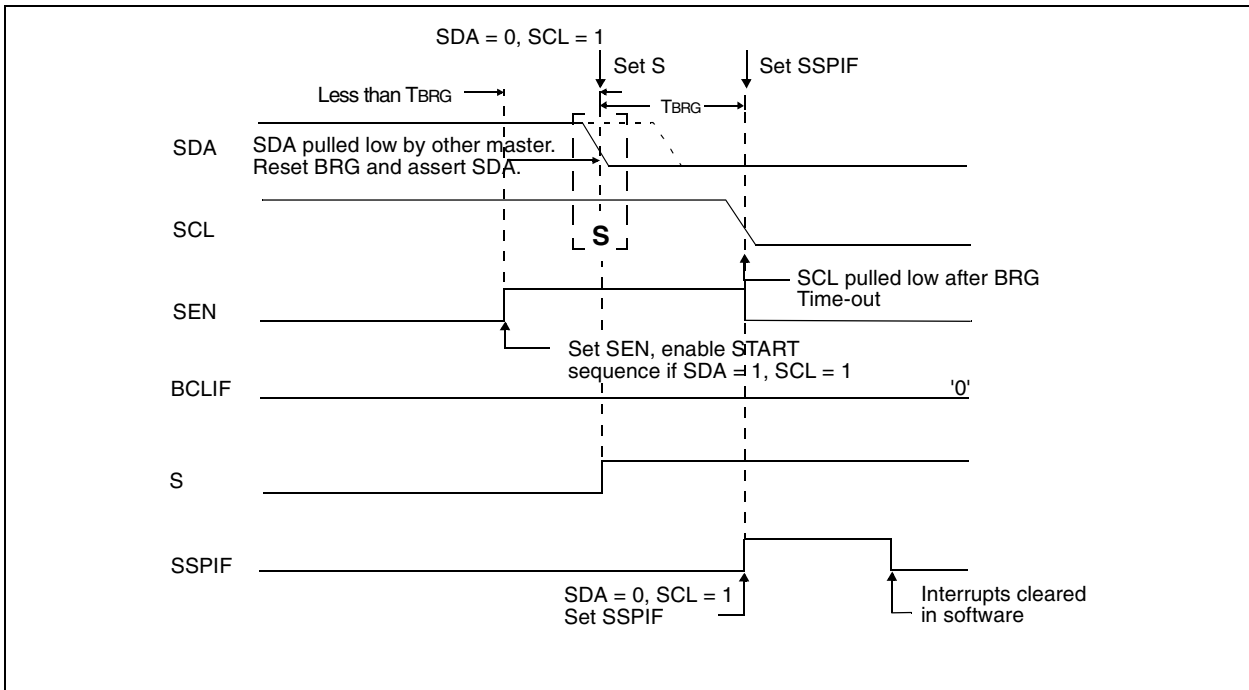 SDA = 0, SCL = 1
Set S
Set SSPIF
Less than TBRG
TBRG
SDA
SDA pulled low by other master.
Reset BRG and assert SDA.
SCL
S
SCL pulled low after BRG
Time-out
SEN
Set SEN, enable START
sequence if SDA = 1, SCL = 1
BCLIF
'0'
S
SSPIF
SDA = 0, SCL = 1
Set SSPIF
Interrupts cleared
in software